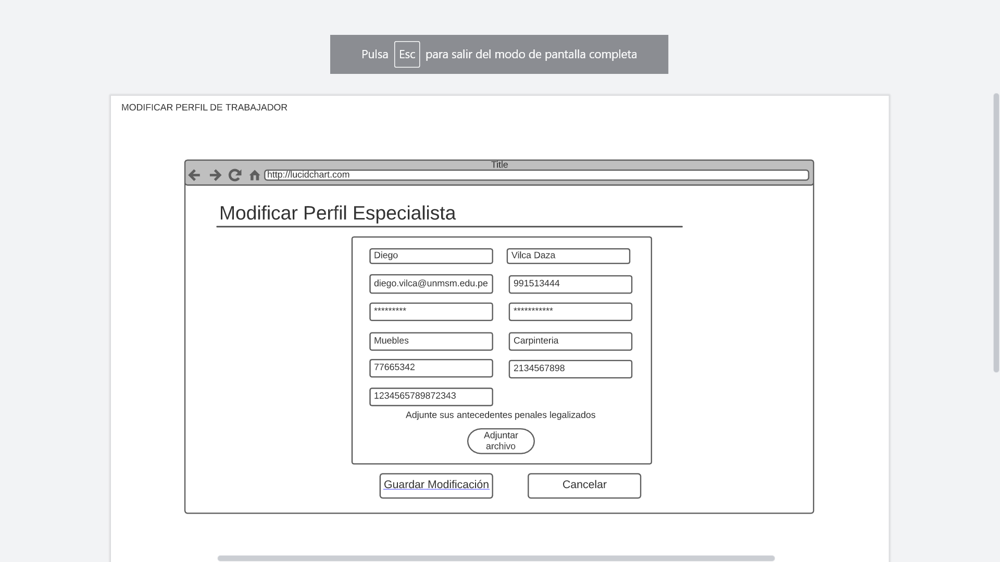 Pulsa Esc para salir del modo de pantalla completa
MODIFICAR PERFIL DE TRABAJADOR
Title
http://lucidchart.com
Modificar Perfil Especialista
Diego
Vilca Daza
diego.vilca@unmsm.edu.pe
991513444
*********
***********
Muebles
Carpinteria
77665342
2134567898
1234565789872343
Adjunte sus antecedentes penales legalizados
Adjuntar
archivo
Guardar Modificación
Cancelar